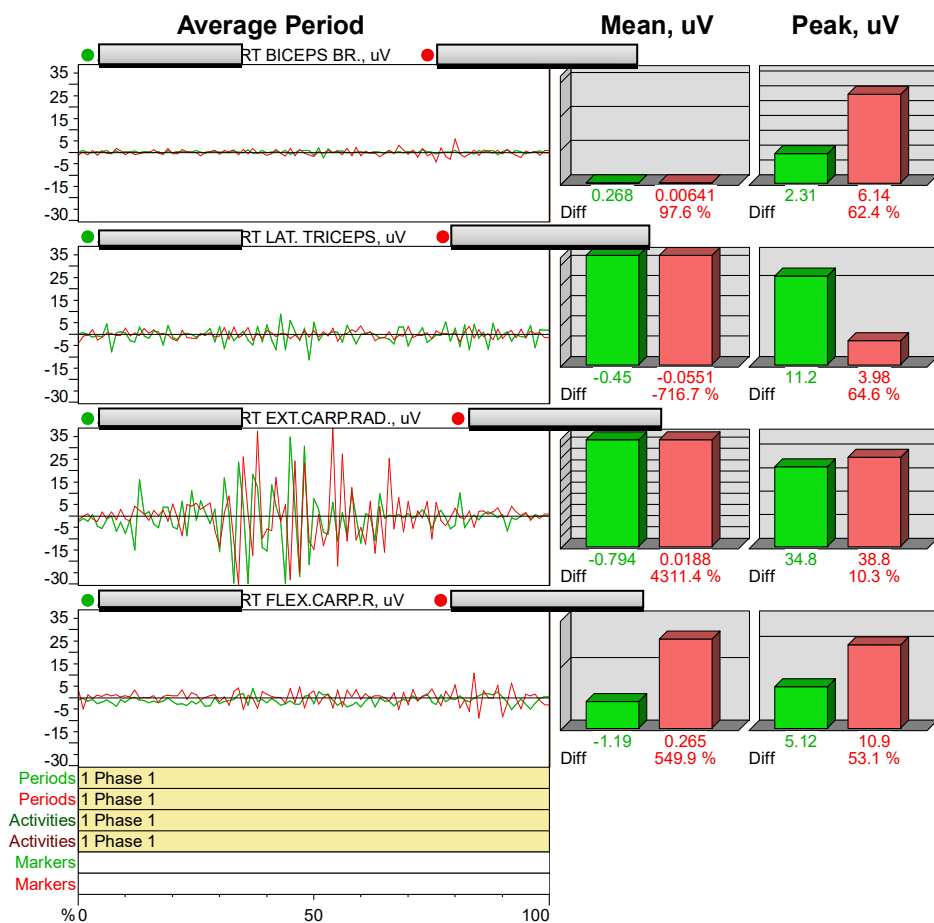 Average Period Mean, uV Peak, uV
RT BICEPS BR., uV
35
25
15
5
-5
-15
-30
0.268 0.00641
Diff 97.6 %
2.31 6.14
Diff 62.4 %
RT LAT. TRICEPS, uV
35
25
15
5
-5
-15
-30
-0.45 -0.0551
Diff -716.7 %
11.2 3.98
Diff 64.6 %
RT EXT.CARP.RAD., uV
35
25
15
5
-5
-15
-30
-0.794 0.0188
Diff 4311.4 %
34.8 38.8
Diff 10.3 %
RT FLEX.CARP.R, uV
35
25
15
5
-5
-15
-30
-1.19 0.265
Diff 549.9 %
5.12 10.9
Diff 53.1 %
Periods 1 Phase 1
Periods 1 Phase 1
Activities 1 Phase 1
Activities 1 Phase 1
Markers
Markers
% 0 50 100